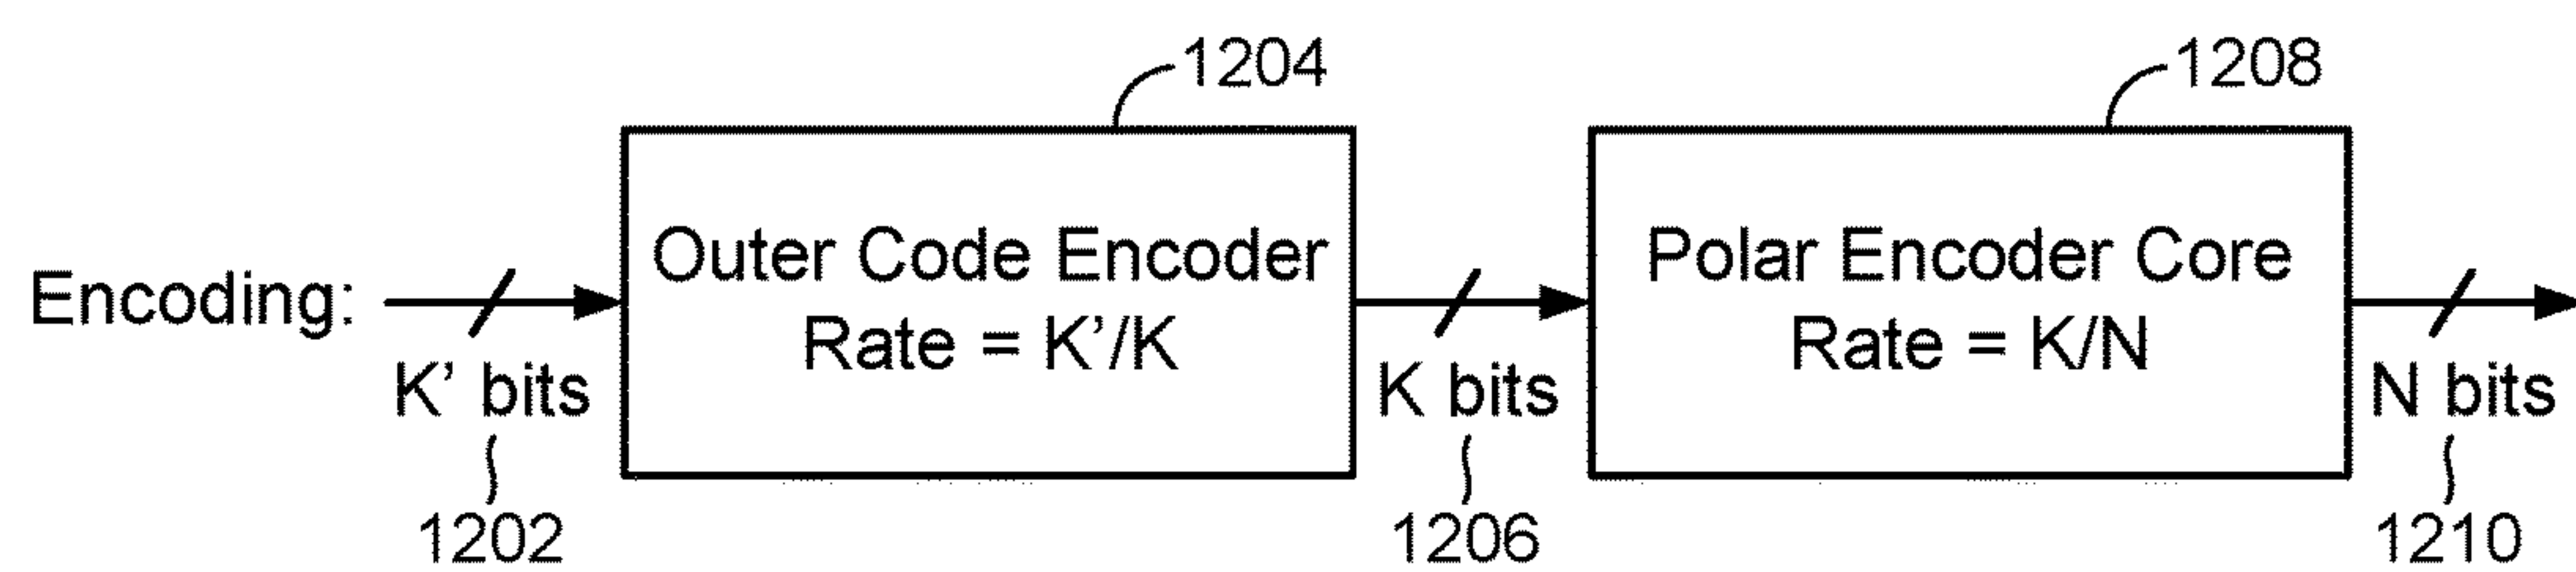 1204
1208
Encoding:
Outer Code Encoder
Rate = K'/K
Polar Encoder Core
Rate = K/N
K' bits
K bits
N bits
1202
1206
1210